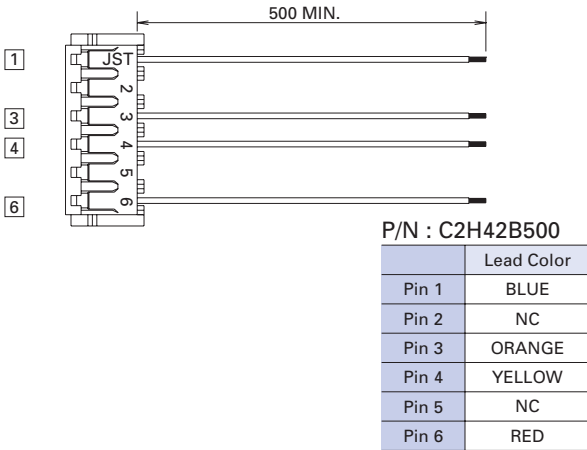 500 MIN.
1
JST
2
3
3
4
4
5
6
6
P/N : C2H42B500
Lead Color
Pin 1 BLUE
Pin 2 NC
Pin 3 ORANGE
Pin 4 YELLOW
Pin 5 NC
Pin 6 RED